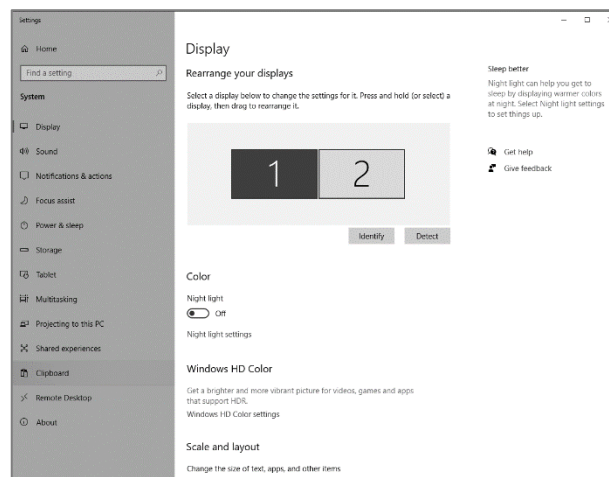 Settings
Home
Find a setting
System
Display
Sound
Notifications & actions
Focus assist
Power & sleep
Storage
Tablet
Multitasking
Projecting to this PC
Shared experiences
Clipboard
Remote Desktop
About
Display
Rearrange your displays
Select a display below to change the settings for it. Press and hold (or select) a
display, then drag to rearrange it.
1
2
Identify
Detect
Color
Night light
Off
Night light settings
Windows HD Color
Get a brighter and more vibrant picture for videos, games and apps
that support HDR.
Windows HD Color settings
Scale and layout
Change the size of text, apps, and other items
Sleep better
Night light can help you get to
sleep by displaying warmer colors
at night. Select Night light settings
to set things up.
Get help
Give feedback